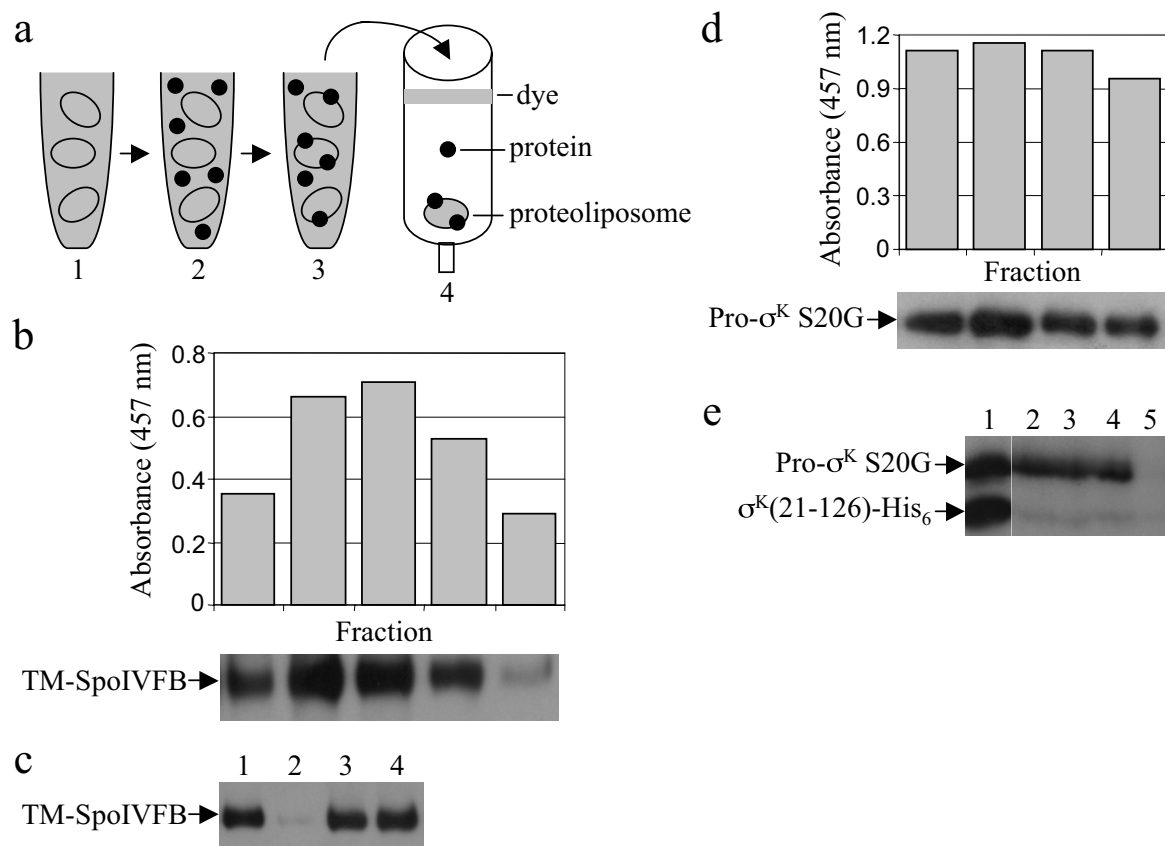 a
dye
protein
proteoliposome
1
2
3
4
b
Absorbance (457 nm)
0.8
0.6
0.4
0.2
0
Fraction
TM-SpoIVFB
c
1 2 3 4
TM-SpoIVFB
d
Absorbance (457 nm)
1.2
0.9
0.6
0.3
0
Fraction
Pro-σᴷ S20G
e
1 2 3 4 5
Pro-σᴷ S20G
σᴷ(21-126)-His₆